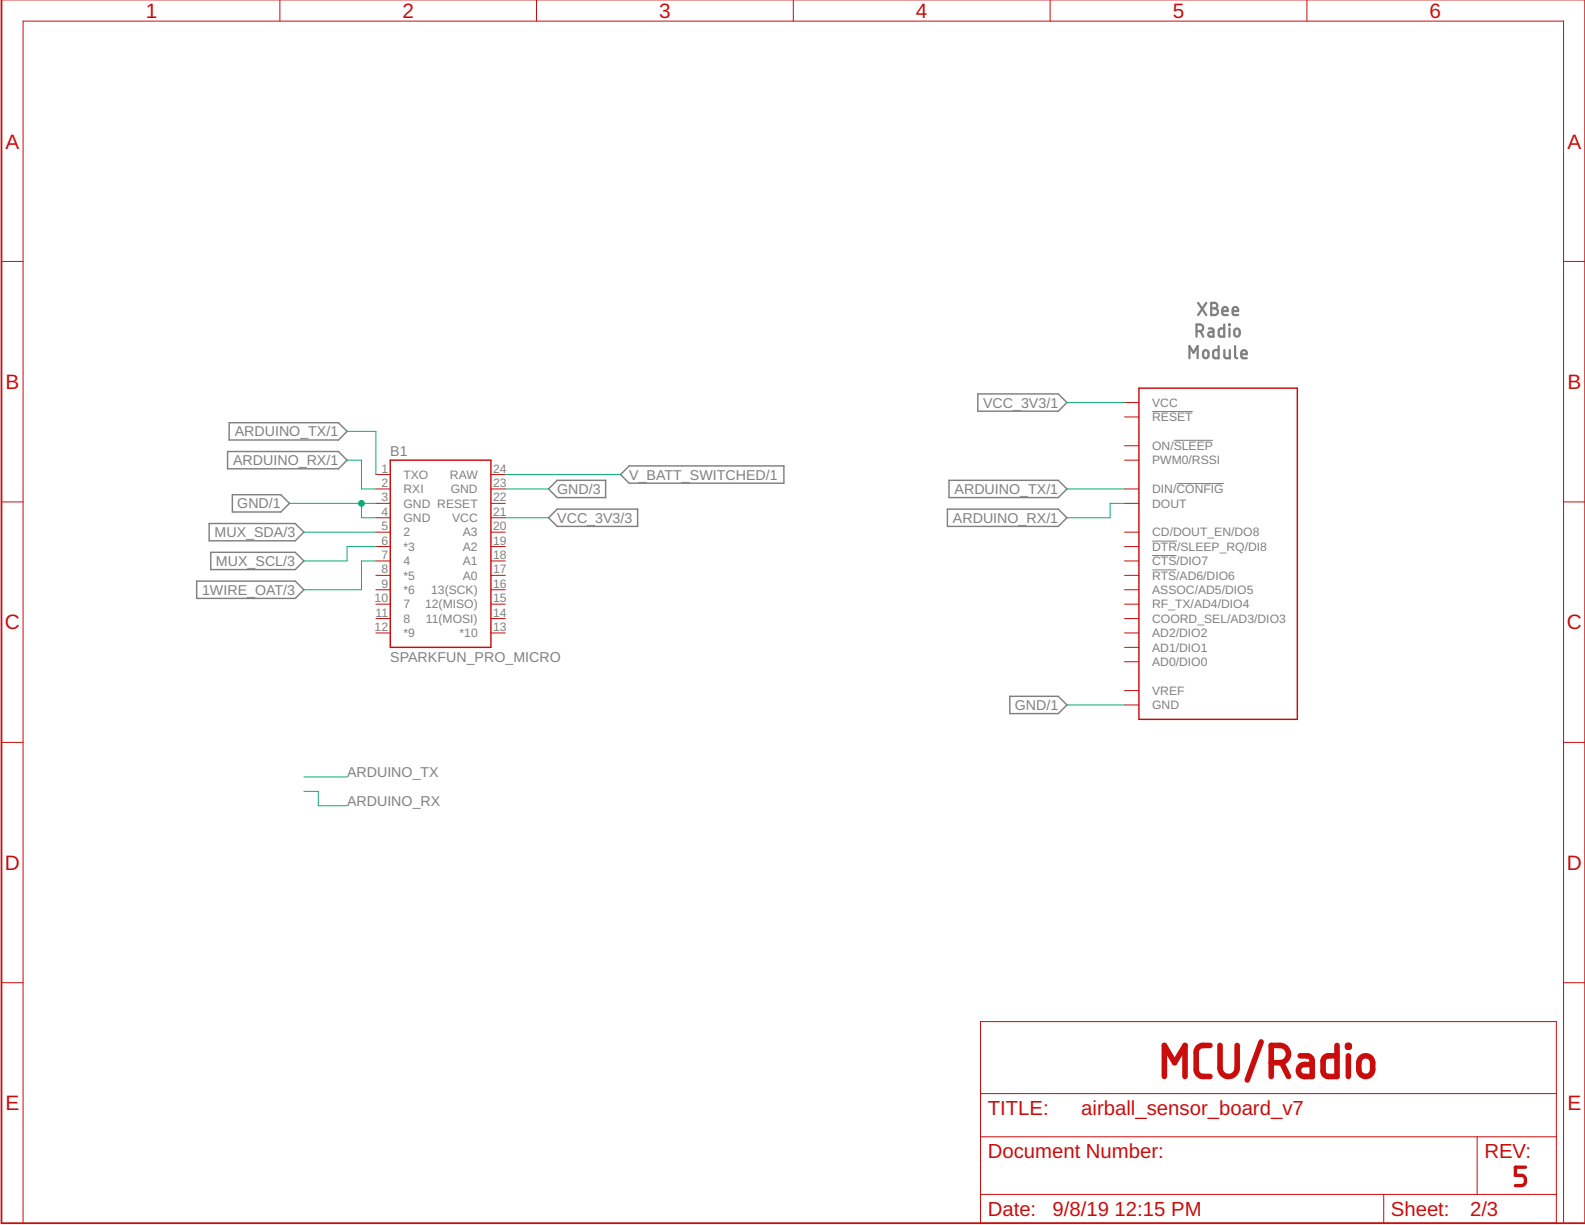 1 2 3 4 5 6
A A
B B
C C
D D
E E
XBee
Radio
Module
ARDUINO_TX/1
ARDUINO_RX/1
GND/1
MUX_SDA/3
MUX_SCL/3
1WIRE_OAT/3
B1
1 TXO RAW 24
2 RXI GND 23
3 GND RESET 22
4 GND VCC 21
5 2 A3 20
6 *3 A2 19
7 4 A1 18
8 *5 A0 17
9 *6 13(SCK) 16
10 7 12(MISO) 15
11 8 11(MOSI) 14
12 *9 *10 13
SPARKFUN_PRO_MICRO
V_BATT_SWITCHED/1
GND/3
VCC_3V3/3
VCC_3V3/1
ARDUINO_TX/1
ARDUINO_RX/1
GND/1
VCC
RESET
ON/SLEEP
PWM0/RSSI
DIN/CONFIG
DOUT
CD/DOUT_EN/DO8
DTR/SLEEP_RQ/DI8
CTS/DIO7
RTS/AD6/DIO6
ASSOC/AD5/DIO5
RF_TX/AD4/DIO4
COORD_SEL/AD3/DIO3
AD2/DIO2
AD1/DIO1
AD0/DIO0
VREF
GND
ARDUINO_TX
ARDUINO_RX
MCU/Radio
TITLE: airball_sensor_board_v7
Document Number:
REV:
5
Date: 9/8/19 12:15 PM
Sheet: 2/3